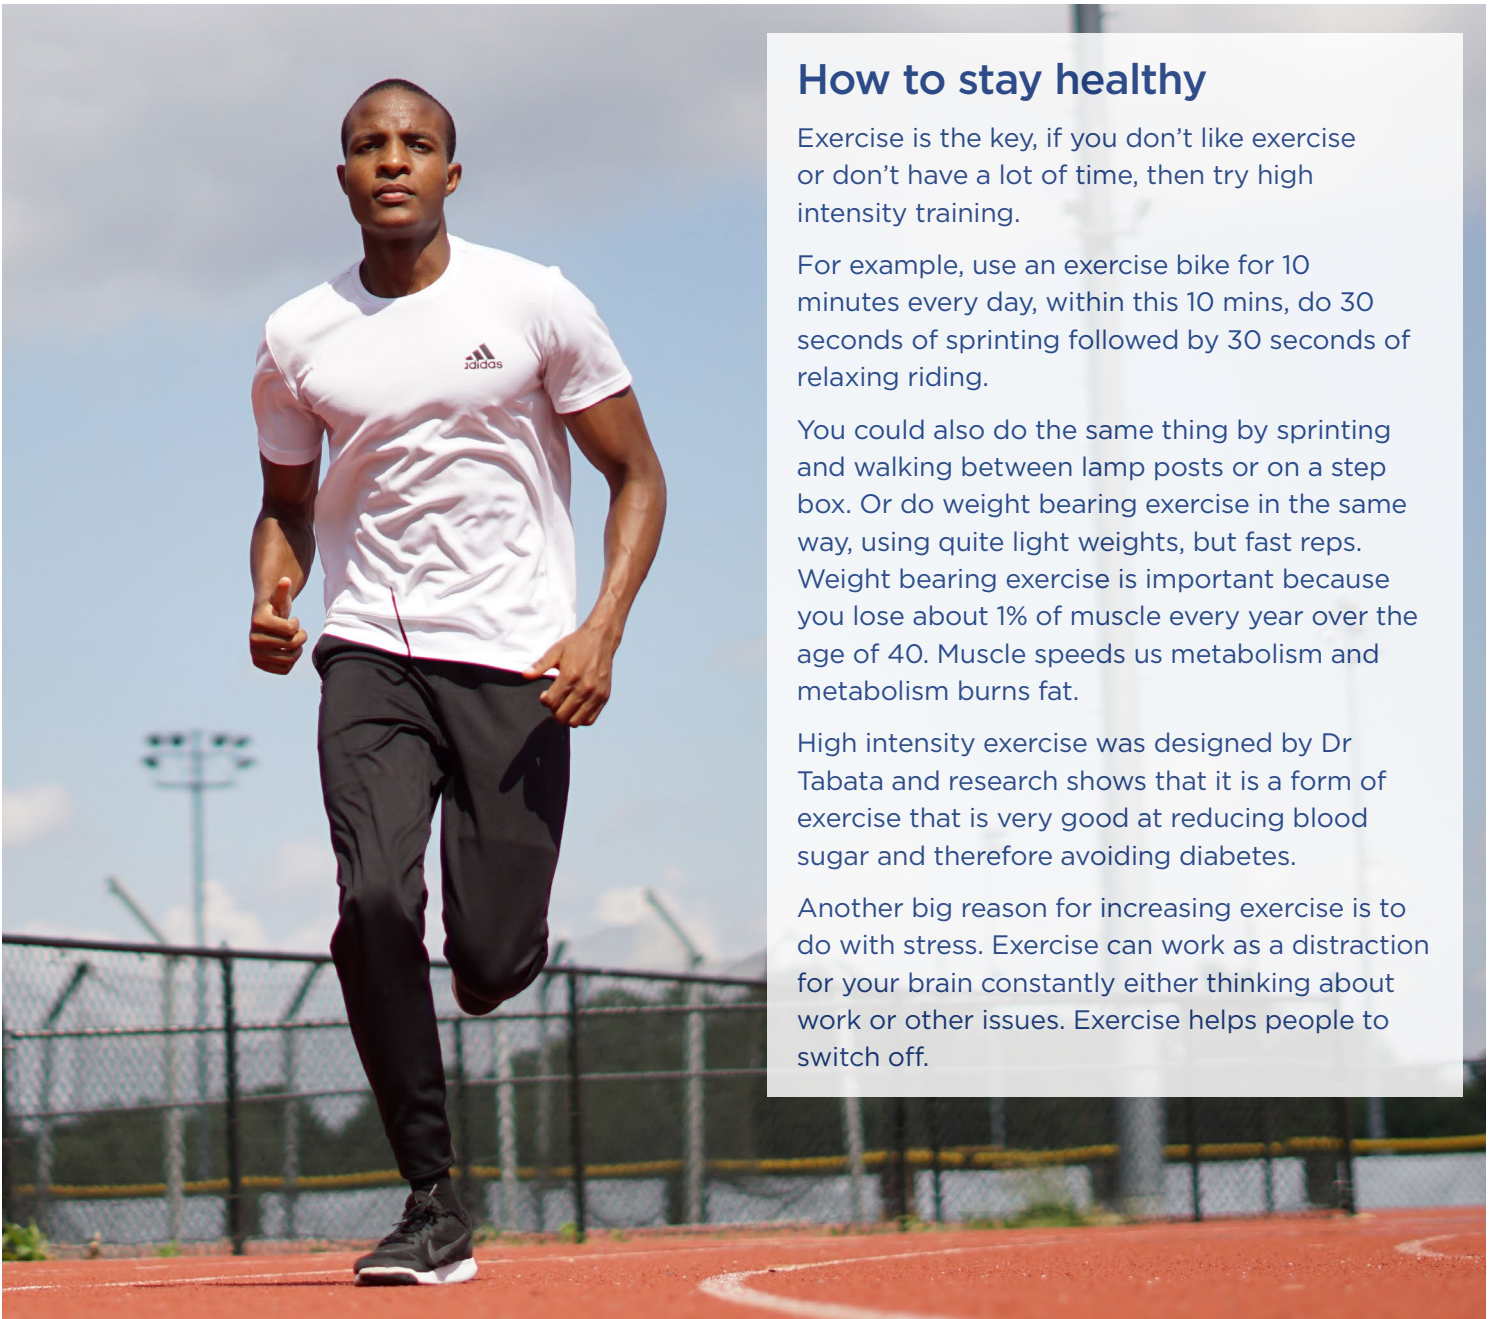 How to stay healthy
Exercise is the key, if you don’t like exercise
or don’t have a lot of time, then try high
intensity training.
For example, use an exercise bike for 10
minutes every day, within this 10 mins, do 30
seconds of sprinting followed by 30 seconds of
relaxing riding.
You could also do the same thing by sprinting
and walking between lamp posts or on a step
box. Or do weight bearing exercise in the same
way, using quite light weights, but fast reps.
Weight bearing exercise is important because
you lose about 1% of muscle every year over the
age of 40. Muscle speeds us metabolism and
metabolism burns fat.
High intensity exercise was designed by Dr
Tabata and research shows that it is a form of
exercise that is very good at reducing blood
sugar and therefore avoiding diabetes.
Another big reason for increasing exercise is to
do with stress. Exercise can work as a distraction
for your brain constantly either thinking about
work or other issues. Exercise helps people to
switch off.
adidas